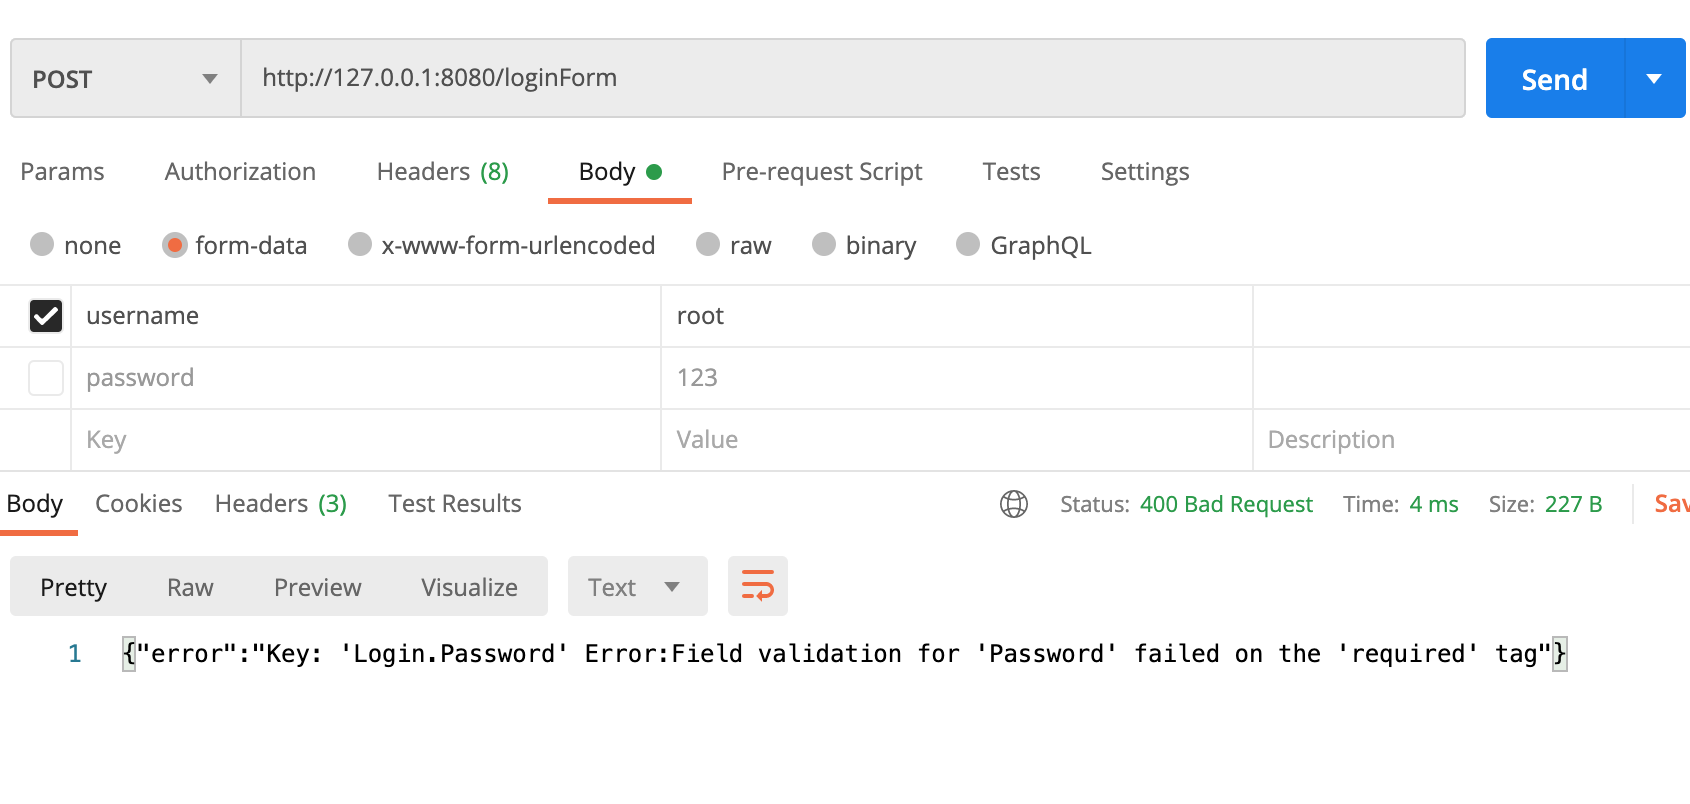 POST http://127.0.0.1:8080/loginForm Send
Params Authorization Headers (8) Body Pre-request Script Tests Settings
none form-data x-www-form-urlencoded raw binary GraphQL
username root
password 123
Key Value Description
Body Cookies Headers (3) Test Results Status: 400 Bad Request Time: 4 ms Size: 227 B Sav
Pretty Raw Preview Visualize Text
1 {"error":"Key: 'Login.Password' Error:Field validation for 'Password' failed on the 'required' tag"}